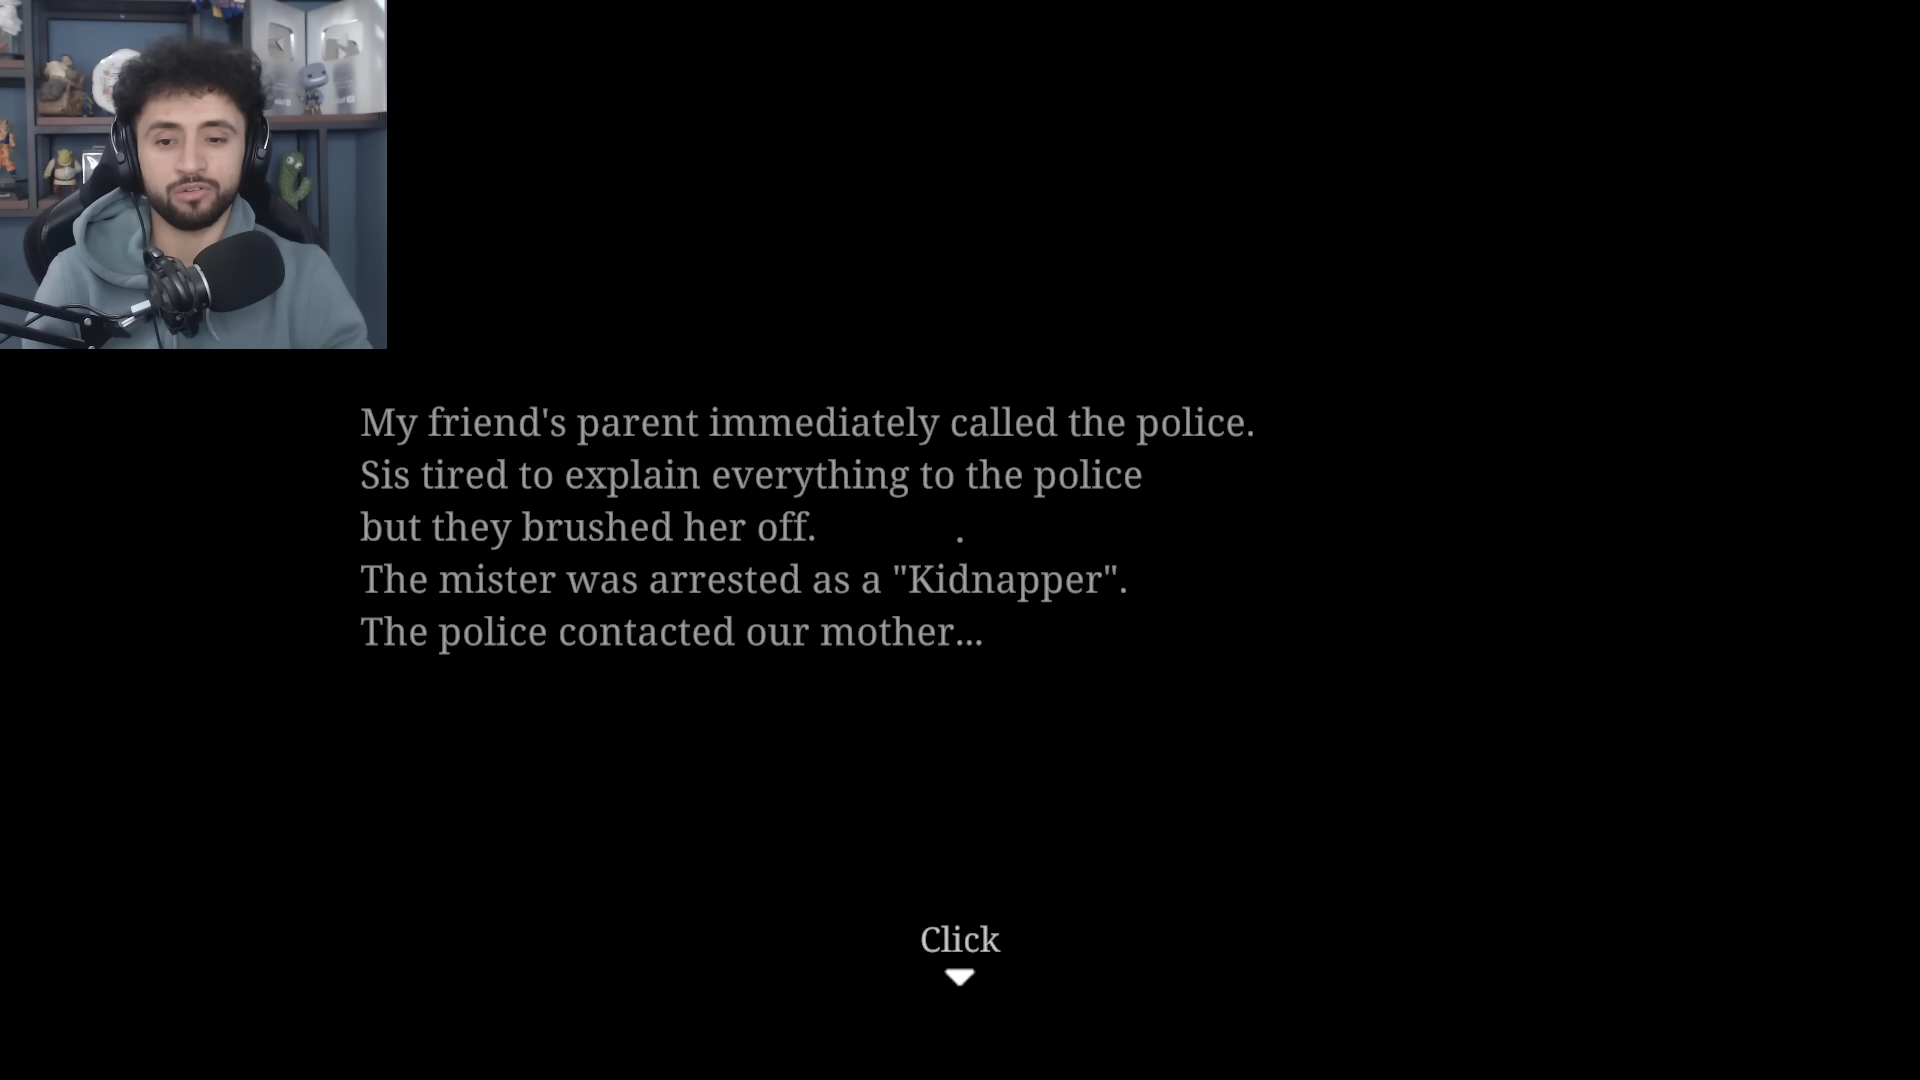 My friend's parent immediately called the police.
Sis tired to explain everything to the police
but they brushed her off. .
The mister was arrested as a "Kidnapper".
The police contacted our mother...
Click